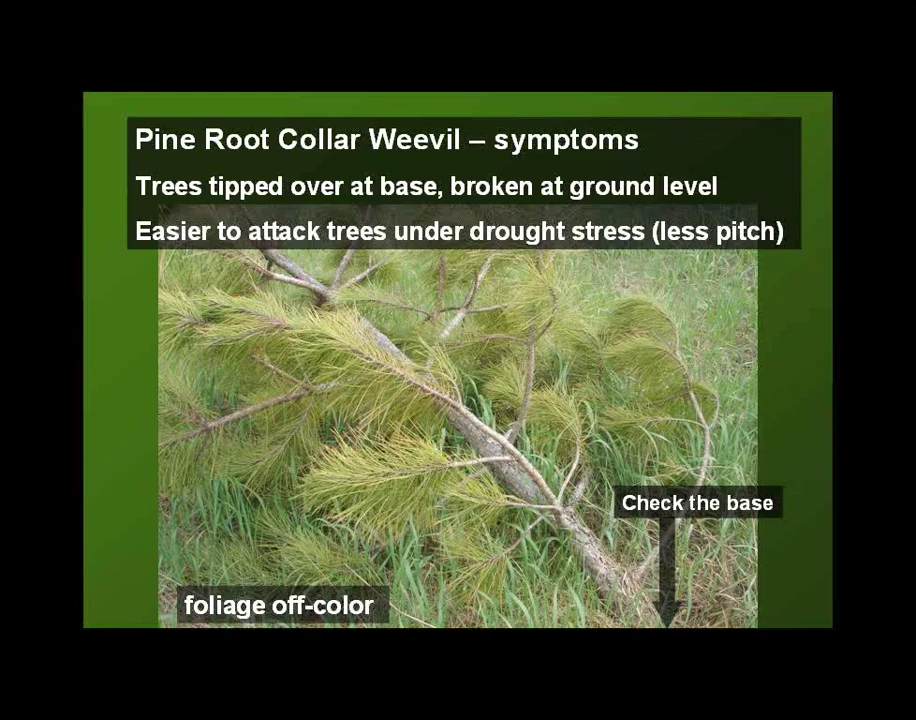 Pine Root Collar Weevil – symptoms
Trees tipped over at base, broken at ground level
Easier to attack trees under drought stress (less pitch)
Check the base
foliage off-color